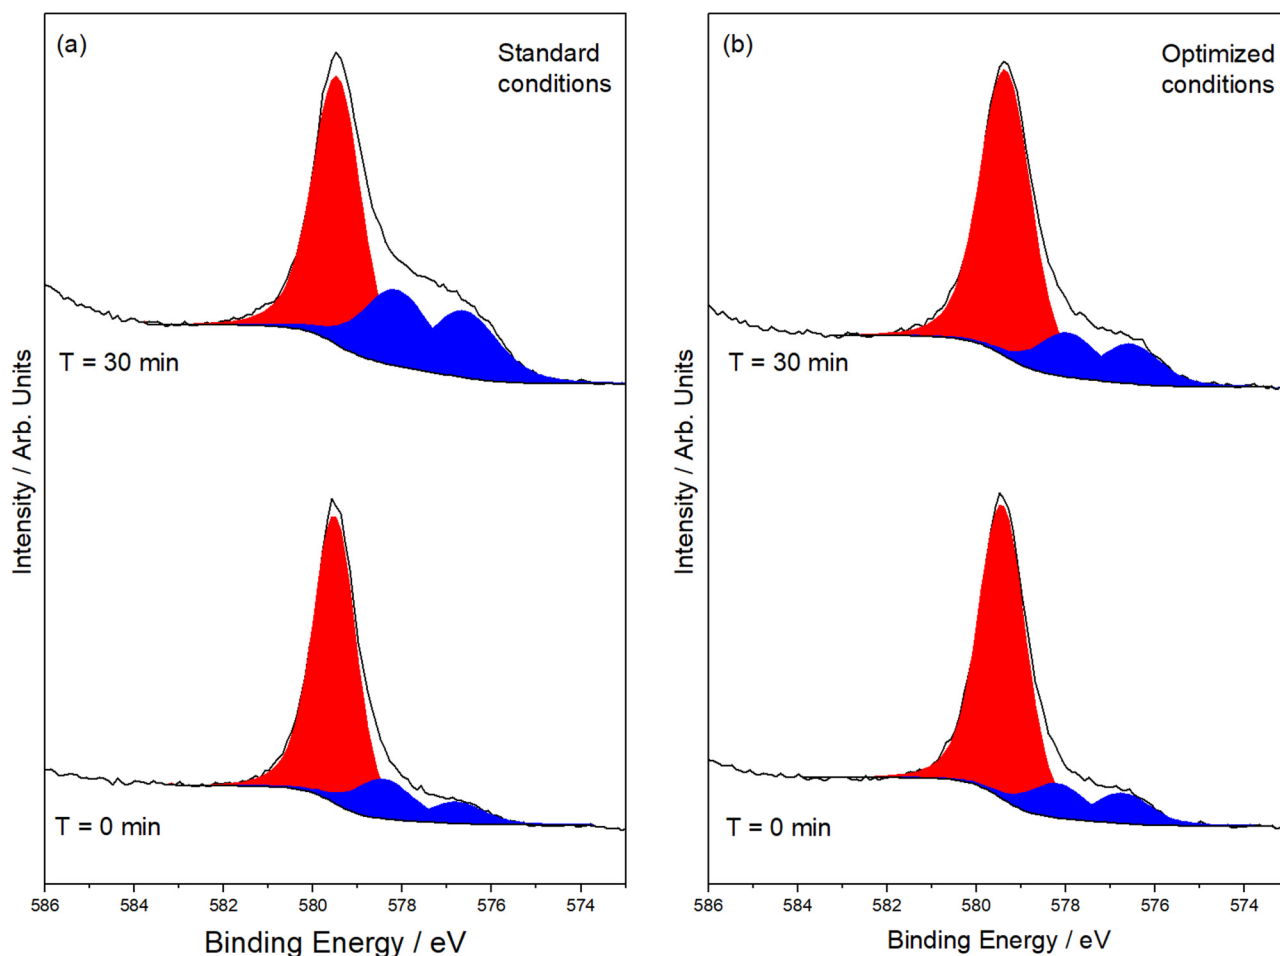 (a)
Standard
conditions
T = 30 min
T = 0 min
Intensity / Arb. Units
586 584 582 580 578 576 574
Binding Energy / eV
(b)
Optimized
conditions
T = 30 min
T = 0 min
Intensity / Arb. Units
586 584 582 580 578 576 574
Binding Energy / eV